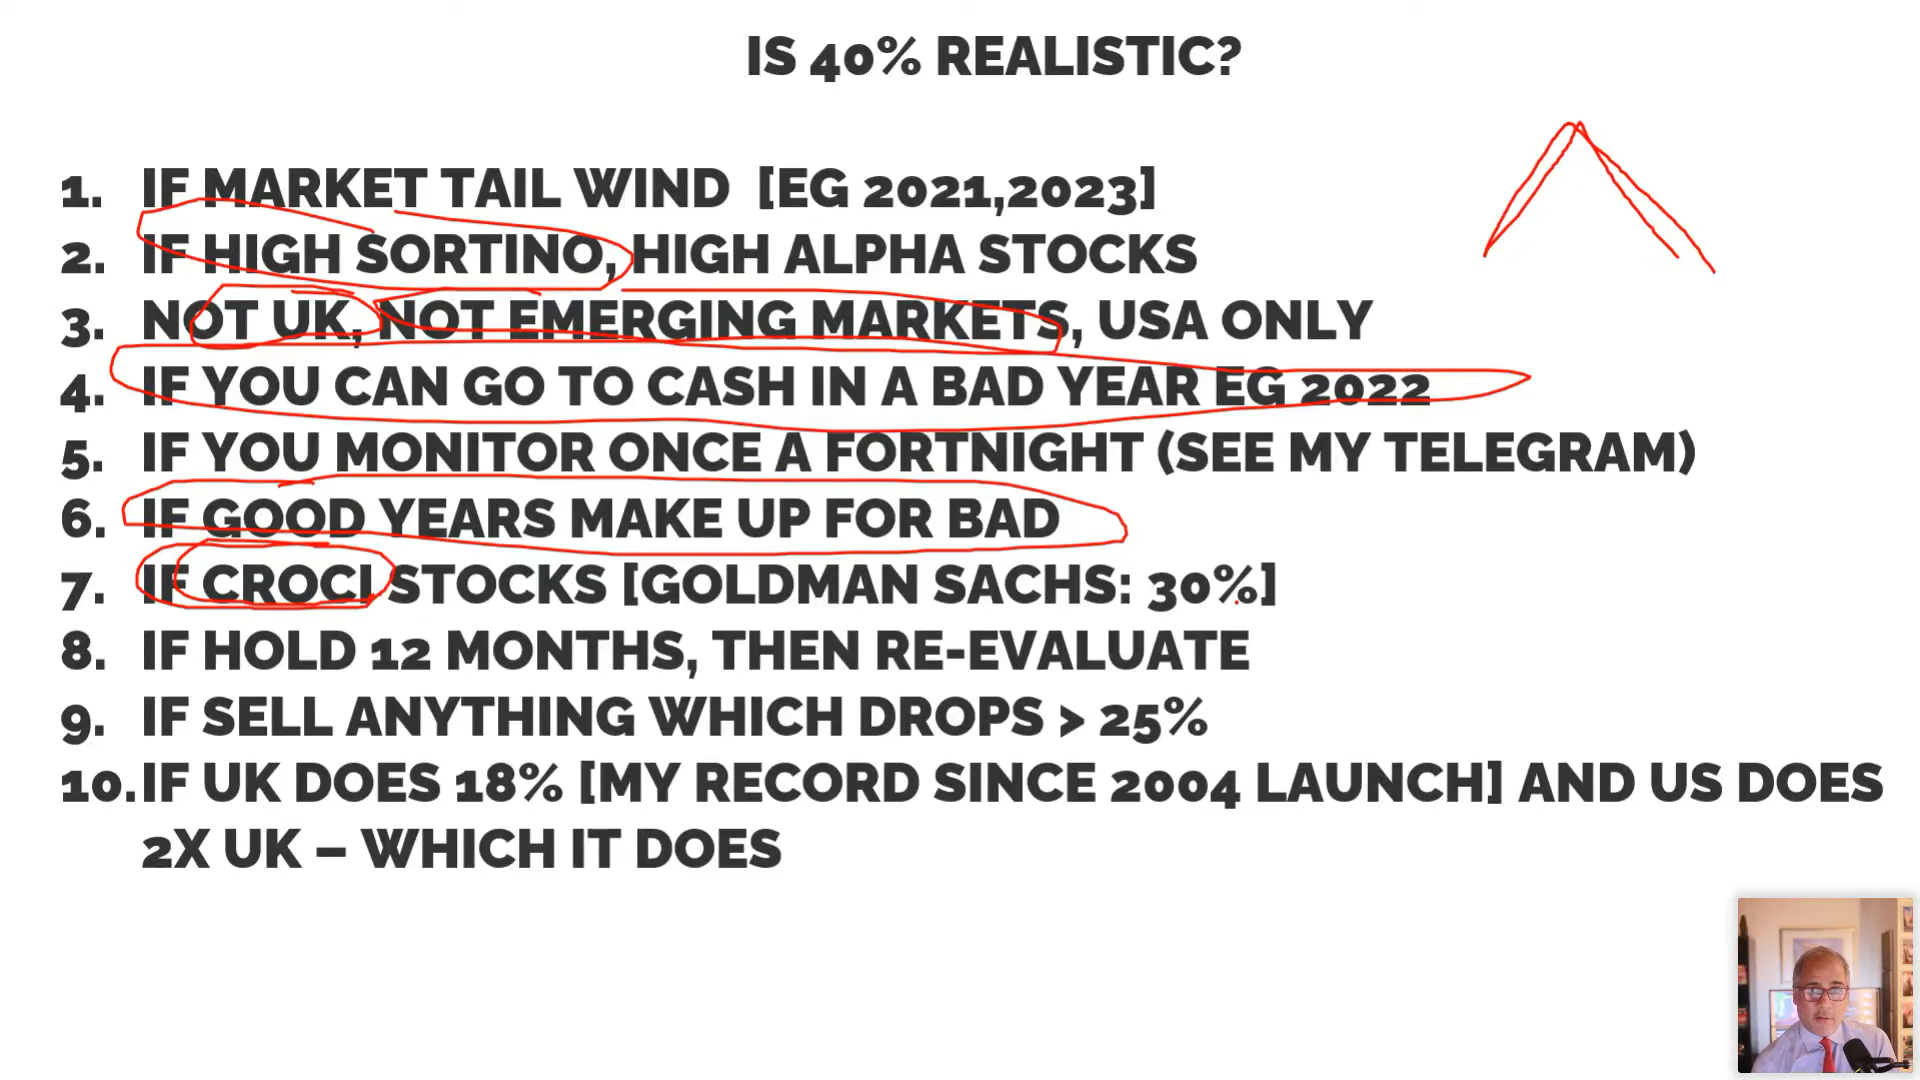 IS 40% REALISTIC?
1. IF MARKET TAIL WIND [EG 2021,2023]
2. IF HIGH SORTINO, HIGH ALPHA STOCKS
3. NOT UK, NOT EMERGING MARKETS, USA ONLY
4. IF YOU CAN GO TO CASH IN A BAD YEAR EG 2022
5. IF YOU MONITOR ONCE A FORTNIGHT (SEE MY TELEGRAM)
6. IF GOOD YEARS MAKE UP FOR BAD
7. IF CROCI STOCKS [GOLDMAN SACHS: 30%]
8. IF HOLD 12 MONTHS, THEN RE-EVALUATE
9. IF SELL ANYTHING WHICH DROPS > 25%
10. IF UK DOES 18% [MY RECORD SINCE 2004 LAUNCH] AND US DOES
2X UK – WHICH IT DOES